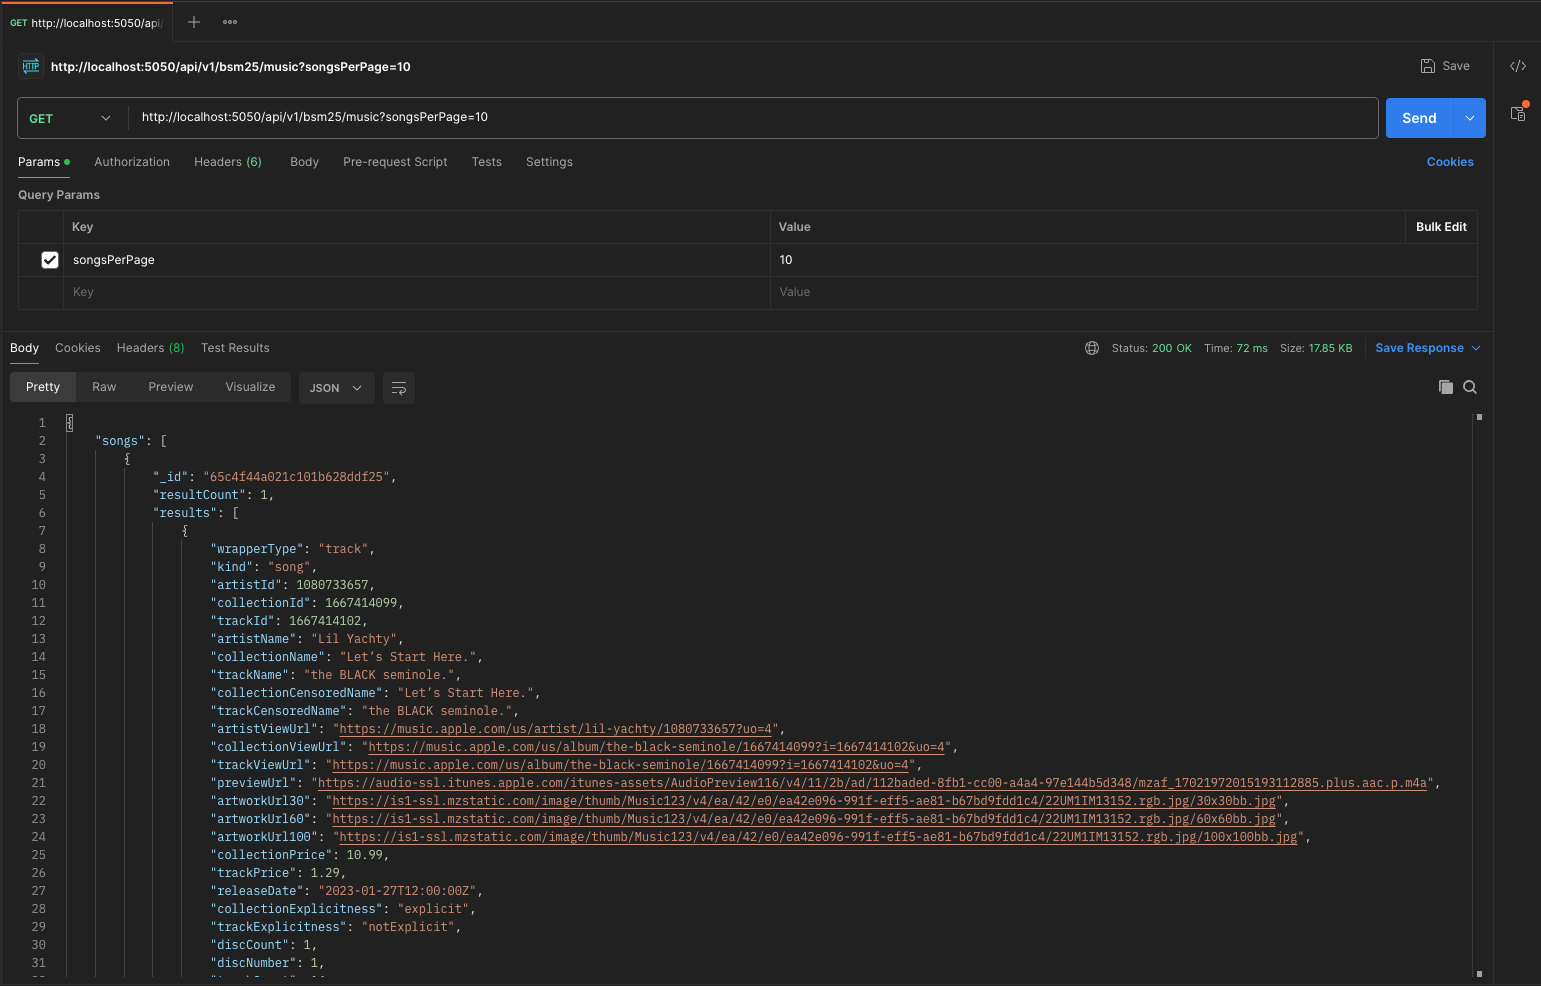 GET http://localhost:5050/api/
HTTP http://localhost:5050/api/v1/bsm25/music?songsPerPage=10
Save
GET http://localhost:5050/api/v1/bsm25/music?songsPerPage=10
Send
Params Authorization Headers (6) Body Pre-request Script Tests Settings Cookies
Query Params
Key Value Bulk Edit
songsPerPage 10
Key Value
Body Cookies Headers (8) Test Results Status: 200 OK Time: 72 ms Size: 17.85 KB Save Response
Pretty Raw Preview Visualize JSON
1 {
2 "songs": [
3 {
4 "_id": "65c4f44a021c101b628ddf25",
5 "resultCount": 1,
6 "results": [
7 {
8 "wrapperType": "track",
9 "kind": "song",
10 "artistId": 1080733657,
11 "collectionId": 1667414099,
12 "trackId": 1667414102,
13 "artistName": "Lil Yachty",
14 "collectionName": "Let’s Start Here.",
15 "trackName": "the BLACK seminole.",
16 "collectionCensoredName": "Let’s Start Here.",
17 "trackCensoredName": "the BLACK seminole.",
18 "artistViewUrl": "https://music.apple.com/us/artist/lil-yachty/1080733657?uo=4",
19 "collectionViewUrl": "https://music.apple.com/us/album/the-black-seminole/1667414099?i=1667414102&uo=4",
20 "trackViewUrl": "https://music.apple.com/us/album/the-black-seminole/1667414099?i=1667414102&uo=4",
21 "previewUrl": "https://audio-ssl.itunes.apple.com/itunes-assets/AudioPreview116/v4/11/2b/ad/112baded-8fb1-cc00-a4a4-97e144b5d348/mzaf_17021972015193112885.plus.aac.p.m4a",
22 "artworkUrl30": "https://is1-ssl.mzstatic.com/image/thumb/Music123/v4/ea/42/e0/ea42e096-991f-eff5-ae81-b67bd9fdd1c4/22UM1IM13152.rgb.jpg/30x30bb.jpg",
23 "artworkUrl60": "https://is1-ssl.mzstatic.com/image/thumb/Music123/v4/ea/42/e0/ea42e096-991f-eff5-ae81-b67bd9fdd1c4/22UM1IM13152.rgb.jpg/60x60bb.jpg",
24 "artworkUrl100": "https://is1-ssl.mzstatic.com/image/thumb/Music123/v4/ea/42/e0/ea42e096-991f-eff5-ae81-b67bd9fdd1c4/22UM1IM13152.rgb.jpg/100x100bb.jpg",
25 "collectionPrice": 10.99,
26 "trackPrice": 1.29,
27 "releaseDate": "2023-01-27T12:00:00Z",
28 "collectionExplicitness": "explicit",
29 "trackExplicitness": "notExplicit",
30 "discCount": 1,
31 "discNumber": 1,